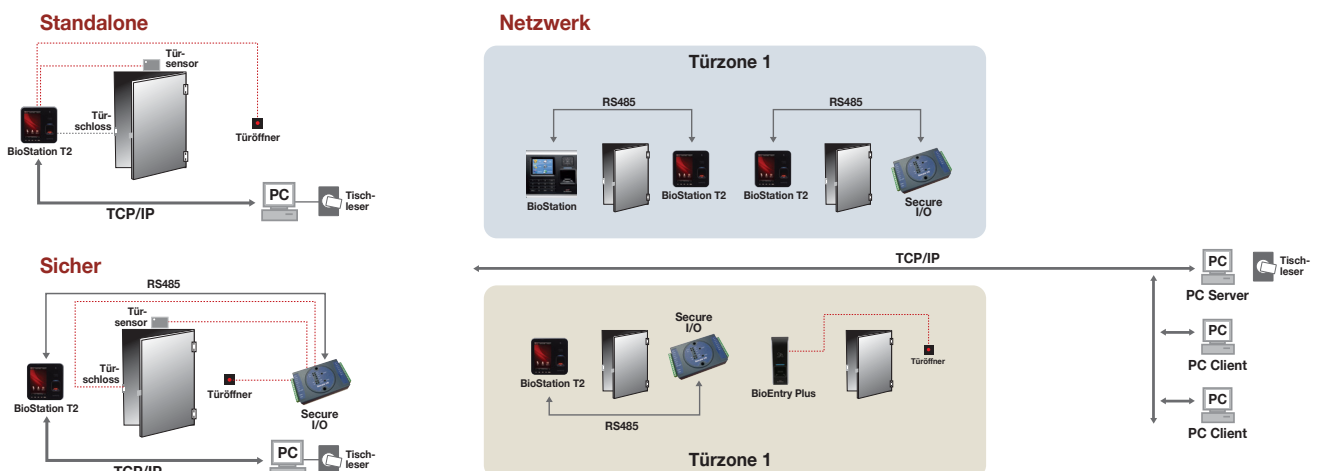 Standalone
Tür-
sensor
Tür-
schloss
Türöffner
BioStation T2
PC
Tisch-
leser
TCP/IP
Sicher
RS485
Tür-
sensor
Tür-
schloss
Türöffner
BioStation T2
Secure
I/O
PC
Tisch-
leser
TCP/IP
Netzwerk
Türzone 1
RS485
RS485
BioStation
BioStation T2
BioStation T2
Secure
I/O
TCP/IP
PC
Tisch-
leser
PC Server
PC
PC Client
PC
PC Client
Secure
I/O
BioStation T2
BioEntry Plus
Türöffner
RS485
Türzone 1